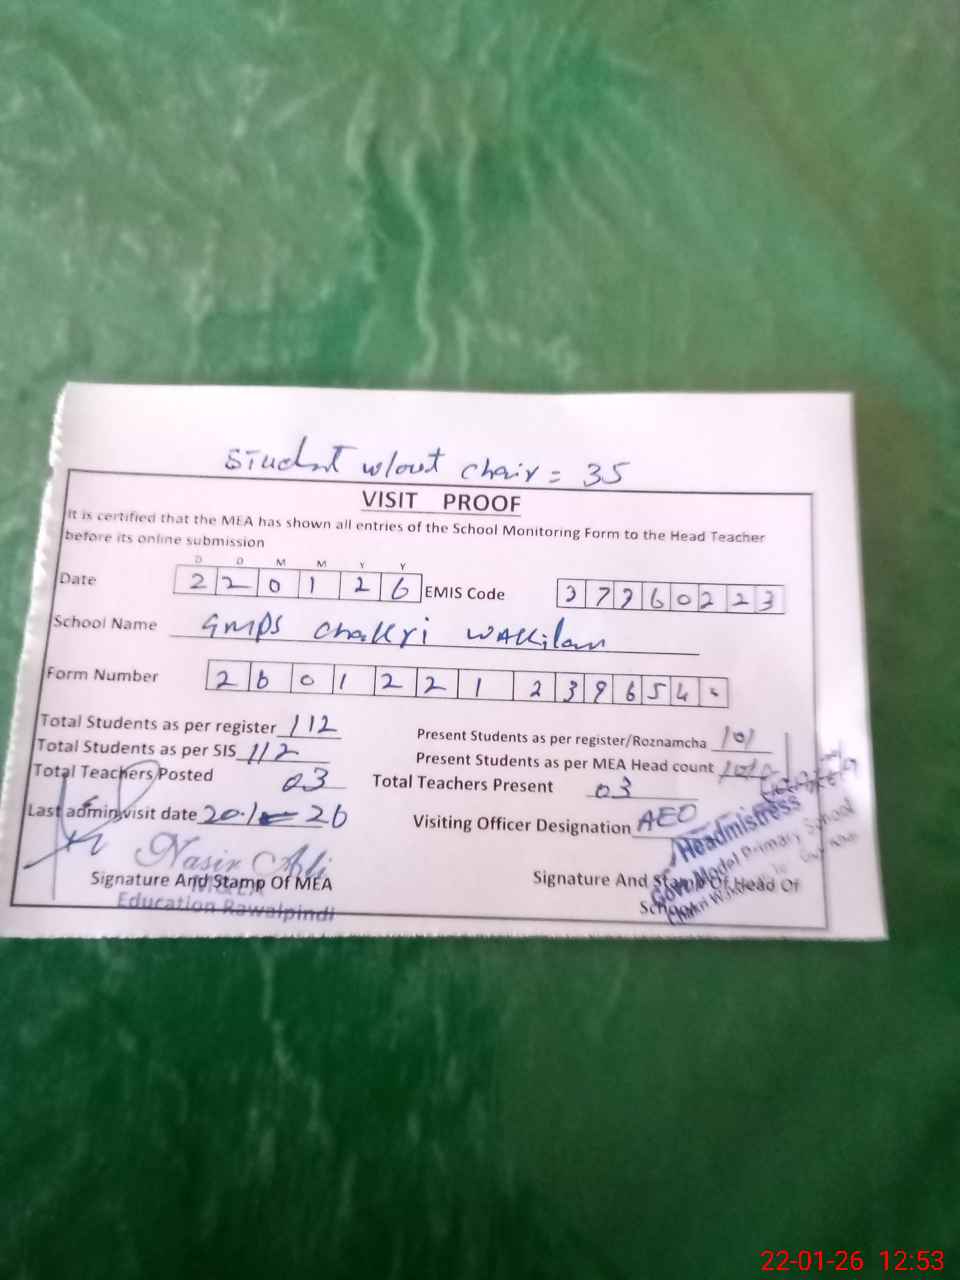 Student w/out chair = 35
VISIT PROOF
It is certified that the MEA has shown all entries of the School Monitoring Form to the Head Teacher
before its online submission
D D M M Y Y
Date 2 2 0 1 2 6 EMIS Code 3 7 3 6 0 2 2 3
School Name GMPS Chakri Wakilan
Form Number 2 6 0 1 2 2 1 2 3 9 6 5 4
Total Students as per register 112
Present Students as per register/Roznamcha 101
Total Students as per SIS 112
Present Students as per MEA Head count 101
Total Teachers Posted 03
Total Teachers Present 03
Last admin visit date 20-1-26
Visiting Officer Designation AEO
Nasir Ali
Headmistress
Signature And Stamp Of MEA
Signature And Stamp Of Head Of
School
Govt. Model Primary School
Education Rawalpindi
22-01-26 12:53